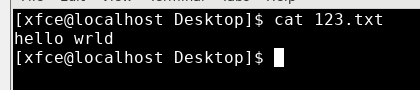 [xfce@localhost Desktop]$ cat 123.txt
hello wrld
[xfce@localhost Desktop]$